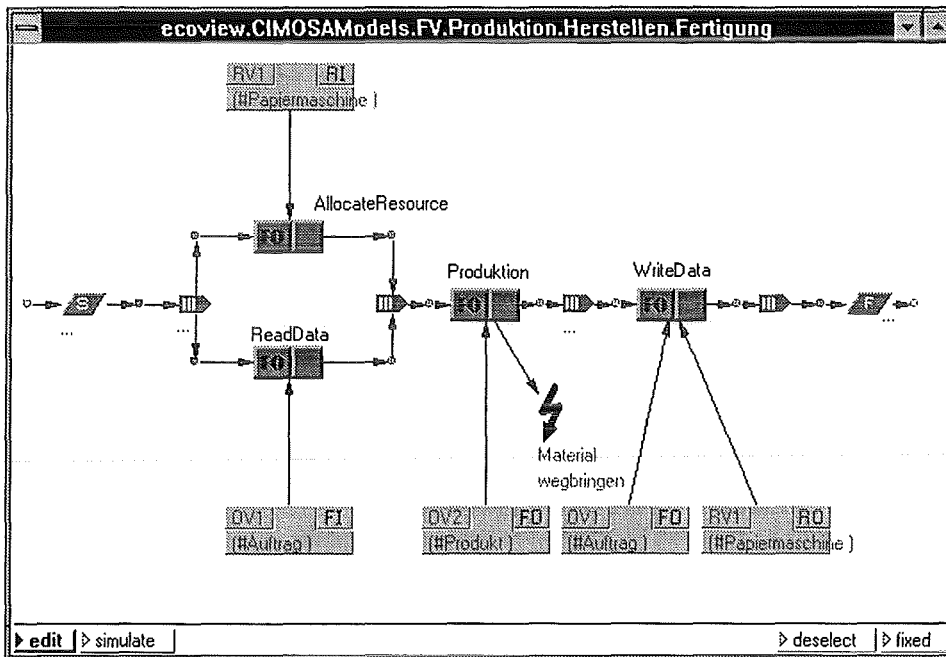 ecoview.CIMOSAModels.FV.Produktion.Herstellen.Fertigung
RV1 RI
(#Papiermaschine )
AllocateResource
FO
Produktion
WriteData
S
FO
FO
F
...
...
...
...
ReadData
FO
Material
wegbringen
OV1 FI
OV2 FO
OV1 FO
RV1 RO
(#Auftrag )
(#Produkt )
(#Auftrag )
(#Papiermaschine )
edit
simulate
deselect
fixed